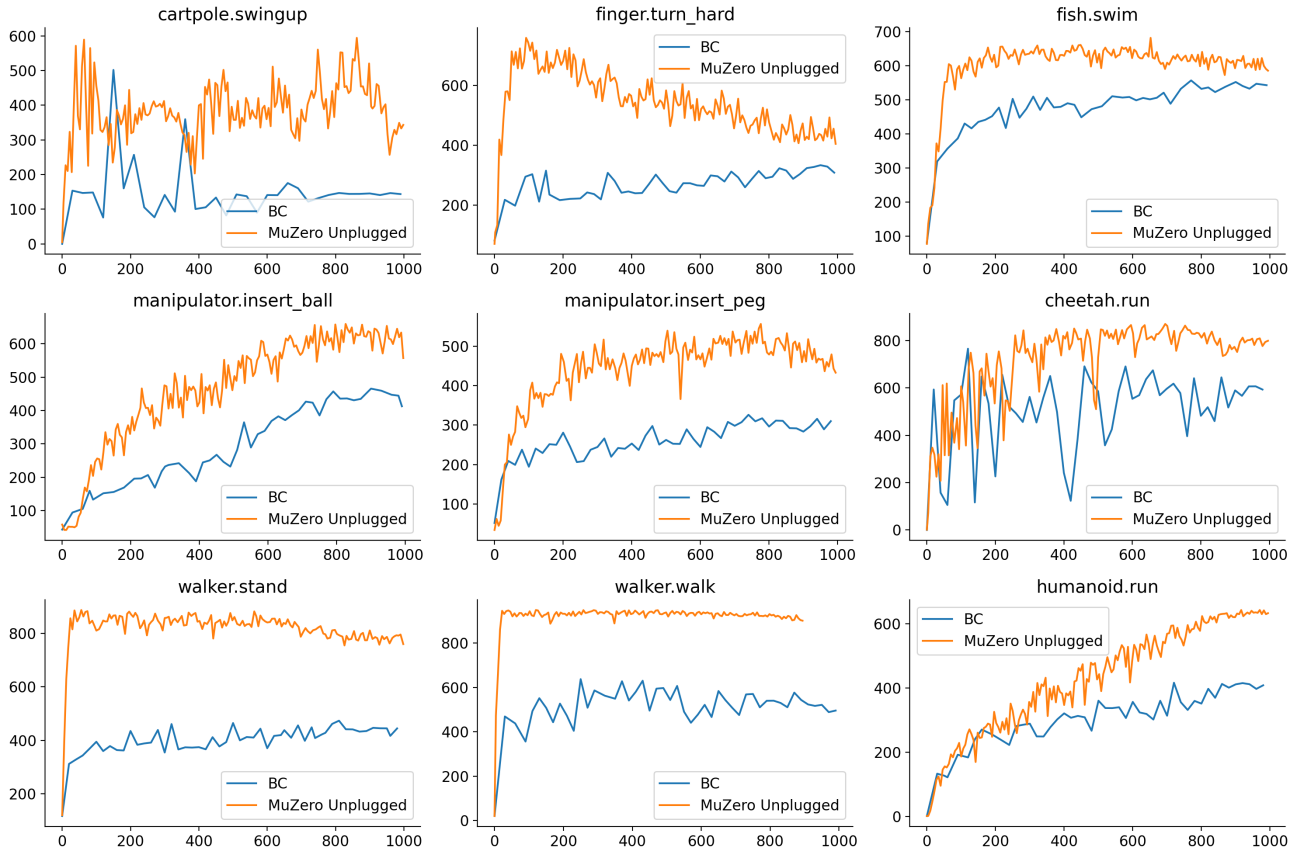 cartpole.swingup
600
500
400
300
200
100
0
BC
MuZero Unplugged
0 200 400 600 800 1000
finger.turn_hard
BC
MuZero Unplugged
600
400
200
0 200 400 600 800 1000
fish.swim
700
600
500
400
300
200
100
BC
MuZero Unplugged
0 200 400 600 800 1000
manipulator.insert_ball
600
500
400
300
200
100
BC
MuZero Unplugged
0 200 400 600 800 1000
manipulator.insert_peg
500
400
300
200
100
BC
MuZero Unplugged
0 200 400 600 800 1000
cheetah.run
800
600
400
200
0
BC
MuZero Unplugged
0 200 400 600 800 1000
walker.stand
800
600
400
200
BC
MuZero Unplugged
0 200 400 600 800 1000
walker.walk
800
600
400
200
0
BC
MuZero Unplugged
0 200 400 600 800 1000
humanoid.run
BC
MuZero Unplugged
600
400
200
0
0 200 400 600 800 1000